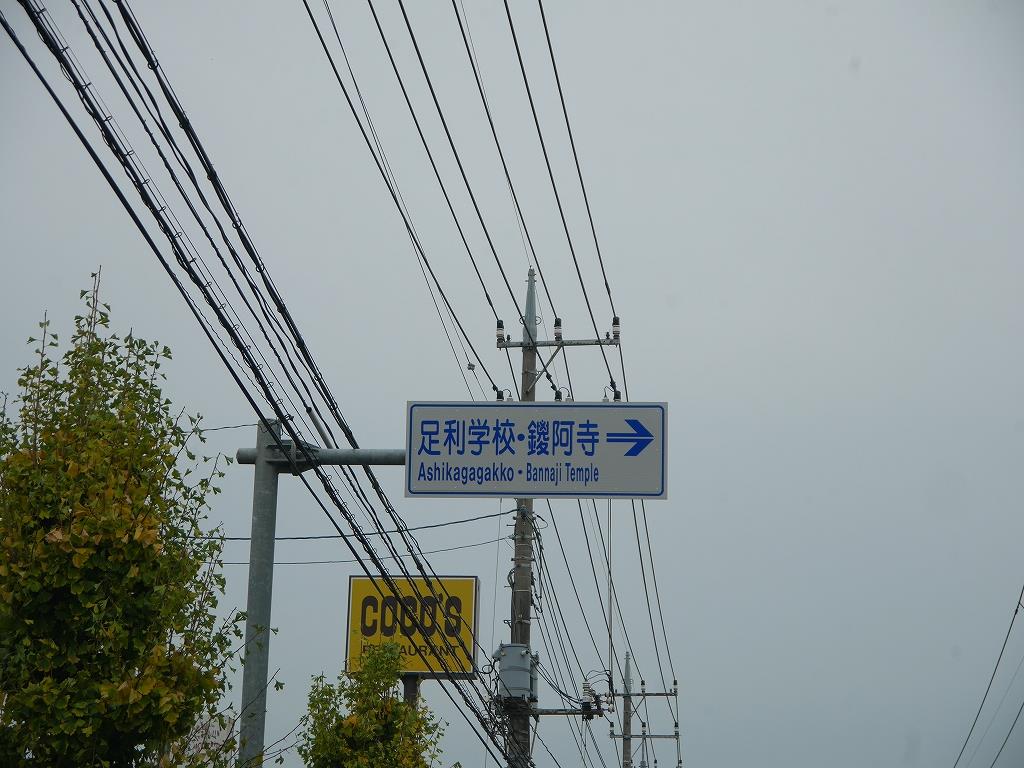 足利学校・鑁阿寺
Ashikagagakko・Bannaji Temple
COCO'S
RESTAURANT